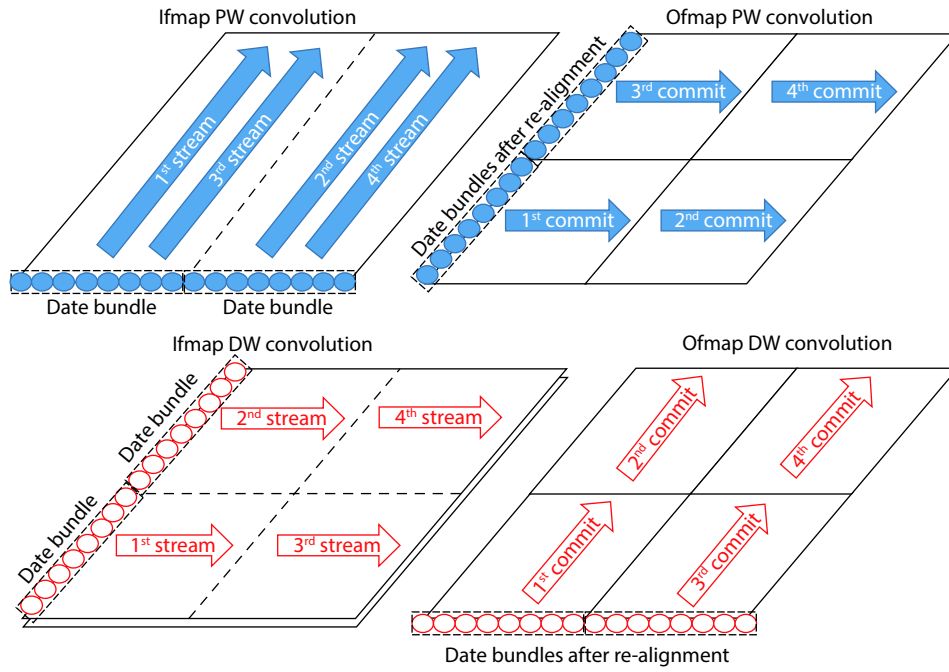 Ifmap PW convolution
1st stream
3rd stream
2nd stream
4th stream
Date bundle
Date bundle
Ofmap PW convolution
Date bundles after re-alignment
3rd commit
4th commit
1st commit
2nd commit
Ifmap DW convolution
Date bundle
Date bundle
2nd stream
4th stream
1st stream
3rd stream
Ofmap DW convolution
2nd commit
4th commit
1st commit
3rd commit
Date bundles after re-alignment